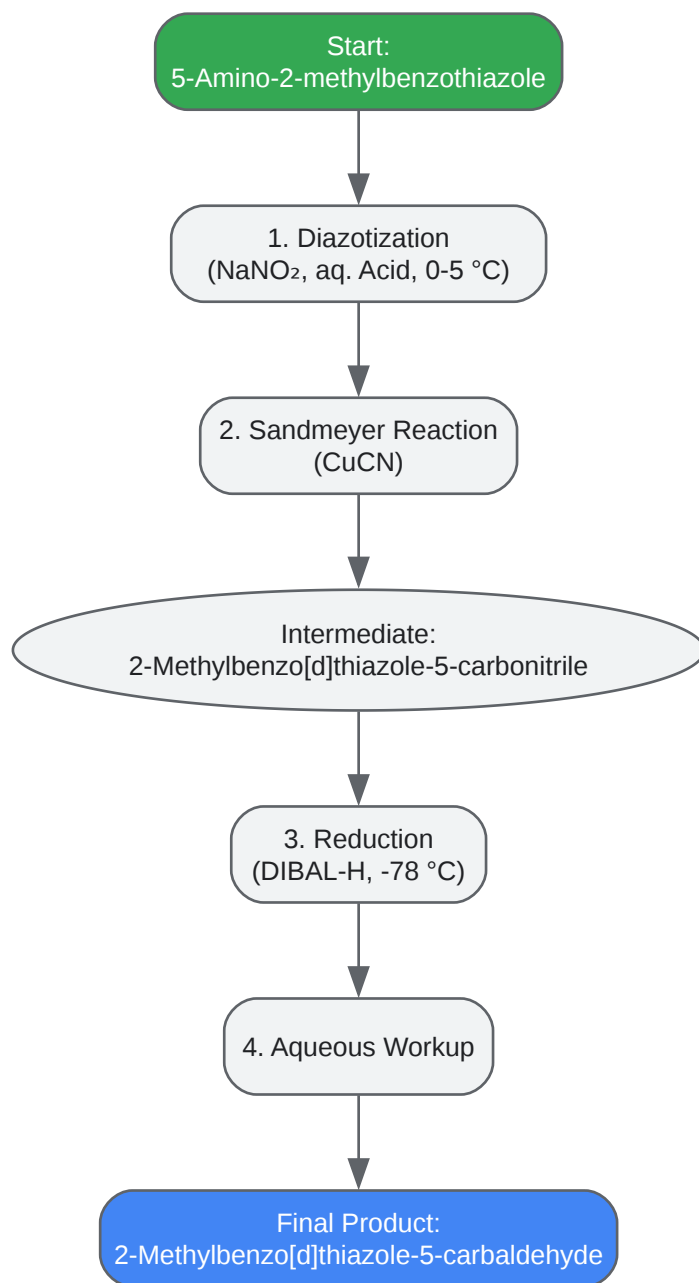 Start:
5-Amino-2-methylbenzothiazole
1. Diazotization
(NaNO₂, aq. Acid, 0-5 °C)
2. Sandmeyer Reaction
(CuCN)
Intermediate:
2-Methylbenzo[d]thiazole-5-carbonitrile
3. Reduction
(DIBAL-H, -78 °C)
4. Aqueous Workup
Final Product:
2-Methylbenzo[d]thiazole-5-carbaldehyde